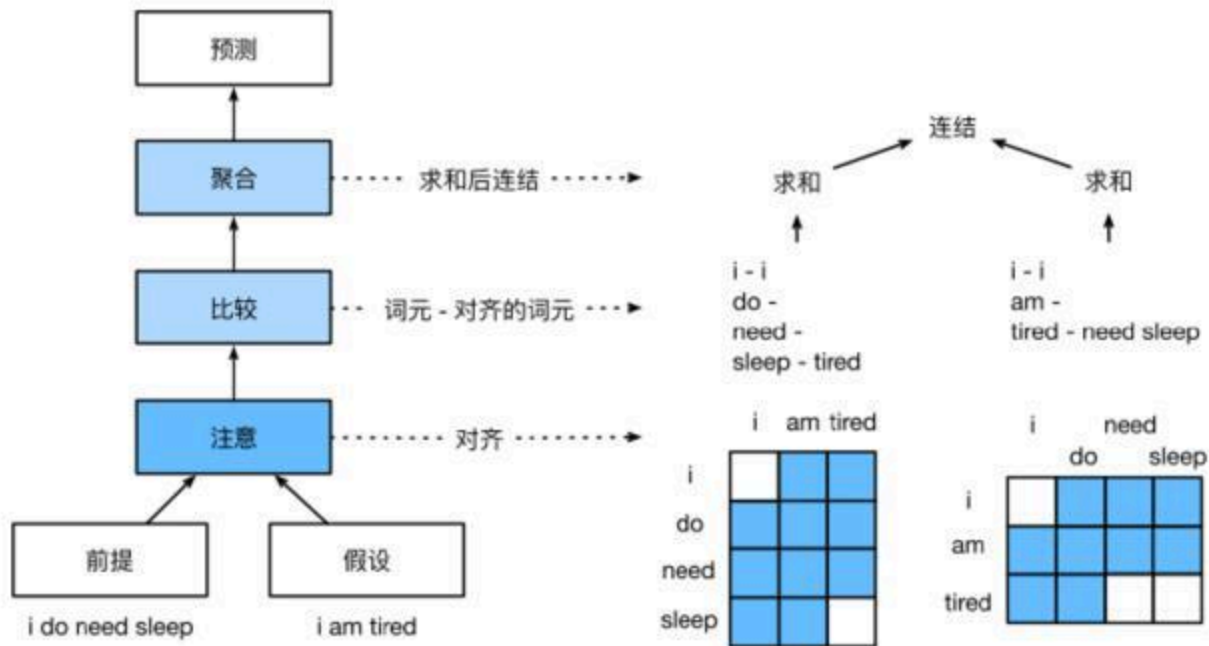 预测
聚合
求和后连结
比较
词元 - 对齐的词元
注意
对齐
前提
假设
i do need sleep
i am tired
连结
求和
求和
i - i
do -
need -
sleep - tired
i - i
am -
tired - need sleep
i am tired
i
do
need
sleep
i need
do sleep
i
am
tired